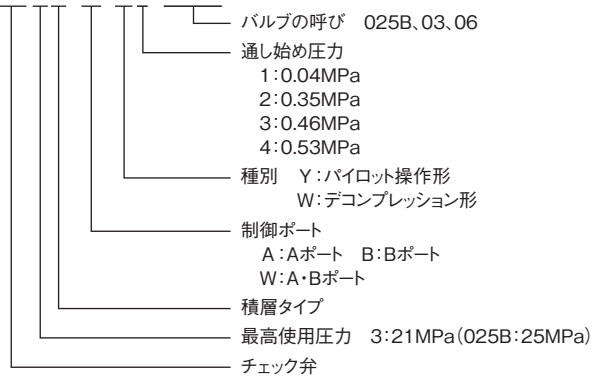 バルブの呼び 025B、03、06
通し始め圧力
1：0.04MPa
2：0.35MPa
3：0.46MPa
4：0.53MPa
種別 Y：パイロット操作形
W：デコンプレッション形
制御ポート
A：Aポート B：Bポート
W：A・Bポート
積層タイプ
最高使用圧力 3：21MPa（025B：25MPa）
チェック弁